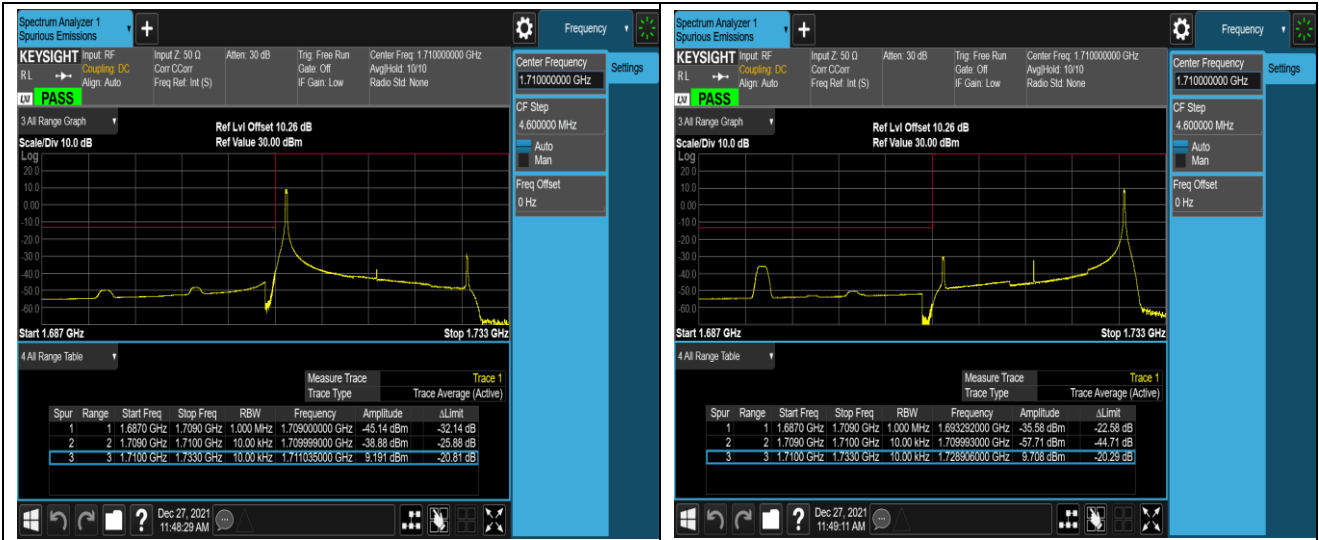 Spectrum Analyzer 1
Spurious Emissions
Frequency
KEYSIGHT Input: RF Input Z: 50 Ω Atten: 30 dB Trig: Free Run Center Freq: 1.710000000 GHz
RL Coupling: DC Corr CCorr Gate: Off Avg|Hold: 10/10
Align: Auto Freq Ref: Int (S) IF Gain: Low Radio Std: None
LXI PASS
Center Frequency
1.710000000 GHz
Settings
CF Step
4.600000 MHz
Auto
Man
Freq Offset
0 Hz
3 All Range Graph
Ref Lvl Offset 10.26 dB
Scale/Div 10.0 dB Ref Value 30.00 dBm
Log
20.0
10.0
0.00
-10.0
-20.0
-30.0
-40.0
-50.0
-60.0
Start 1.687 GHz Stop 1.733 GHz
4 All Range Table
Measure Trace Trace 1
Trace Type Trace Average (Active)
Spur Range Start Freq Stop Freq RBW Frequency Amplitude ΔLimit
1 1 1.6870 GHz 1.7090 GHz 1.000 MHz 1.709000000 GHz -45.14 dBm -32.14 dB
2 2 1.7090 GHz 1.7100 GHz 10.00 kHz 1.709999000 GHz -38.88 dBm -25.88 dB
3 3 1.7100 GHz 1.7330 GHz 10.00 kHz 1.711035000 GHz 9.191 dBm -20.81 dB
Dec 27, 2021
11:48:29 AM
Spectrum Analyzer 1
Spurious Emissions
Frequency
KEYSIGHT Input: RF Input Z: 50 Ω Atten: 30 dB Trig: Free Run Center Freq: 1.710000000 GHz
RL Coupling: DC Corr CCorr Gate: Off Avg|Hold: 10/10
Align: Auto Freq Ref: Int (S) IF Gain: Low Radio Std: None
LXI PASS
Center Frequency
1.710000000 GHz
Settings
CF Step
4.600000 MHz
Auto
Man
Freq Offset
0 Hz
3 All Range Graph
Ref Lvl Offset 10.26 dB
Scale/Div 10.0 dB Ref Value 30.00 dBm
Log
20.0
10.0
0.00
-10.0
-20.0
-30.0
-40.0
-50.0
-60.0
Start 1.687 GHz Stop 1.733 GHz
4 All Range Table
Measure Trace Trace 1
Trace Type Trace Average (Active)
Spur Range Start Freq Stop Freq RBW Frequency Amplitude ΔLimit
1 1 1.6870 GHz 1.7090 GHz 1.000 MHz 1.693292000 GHz -35.58 dBm -22.58 dB
2 2 1.7090 GHz 1.7100 GHz 10.00 kHz 1.709993000 GHz -57.71 dBm -44.71 dB
3 3 1.7100 GHz 1.7330 GHz 10.00 kHz 1.728906000 GHz 9.708 dBm -20.29 dB
Dec 27, 2021
11:49:11 AM